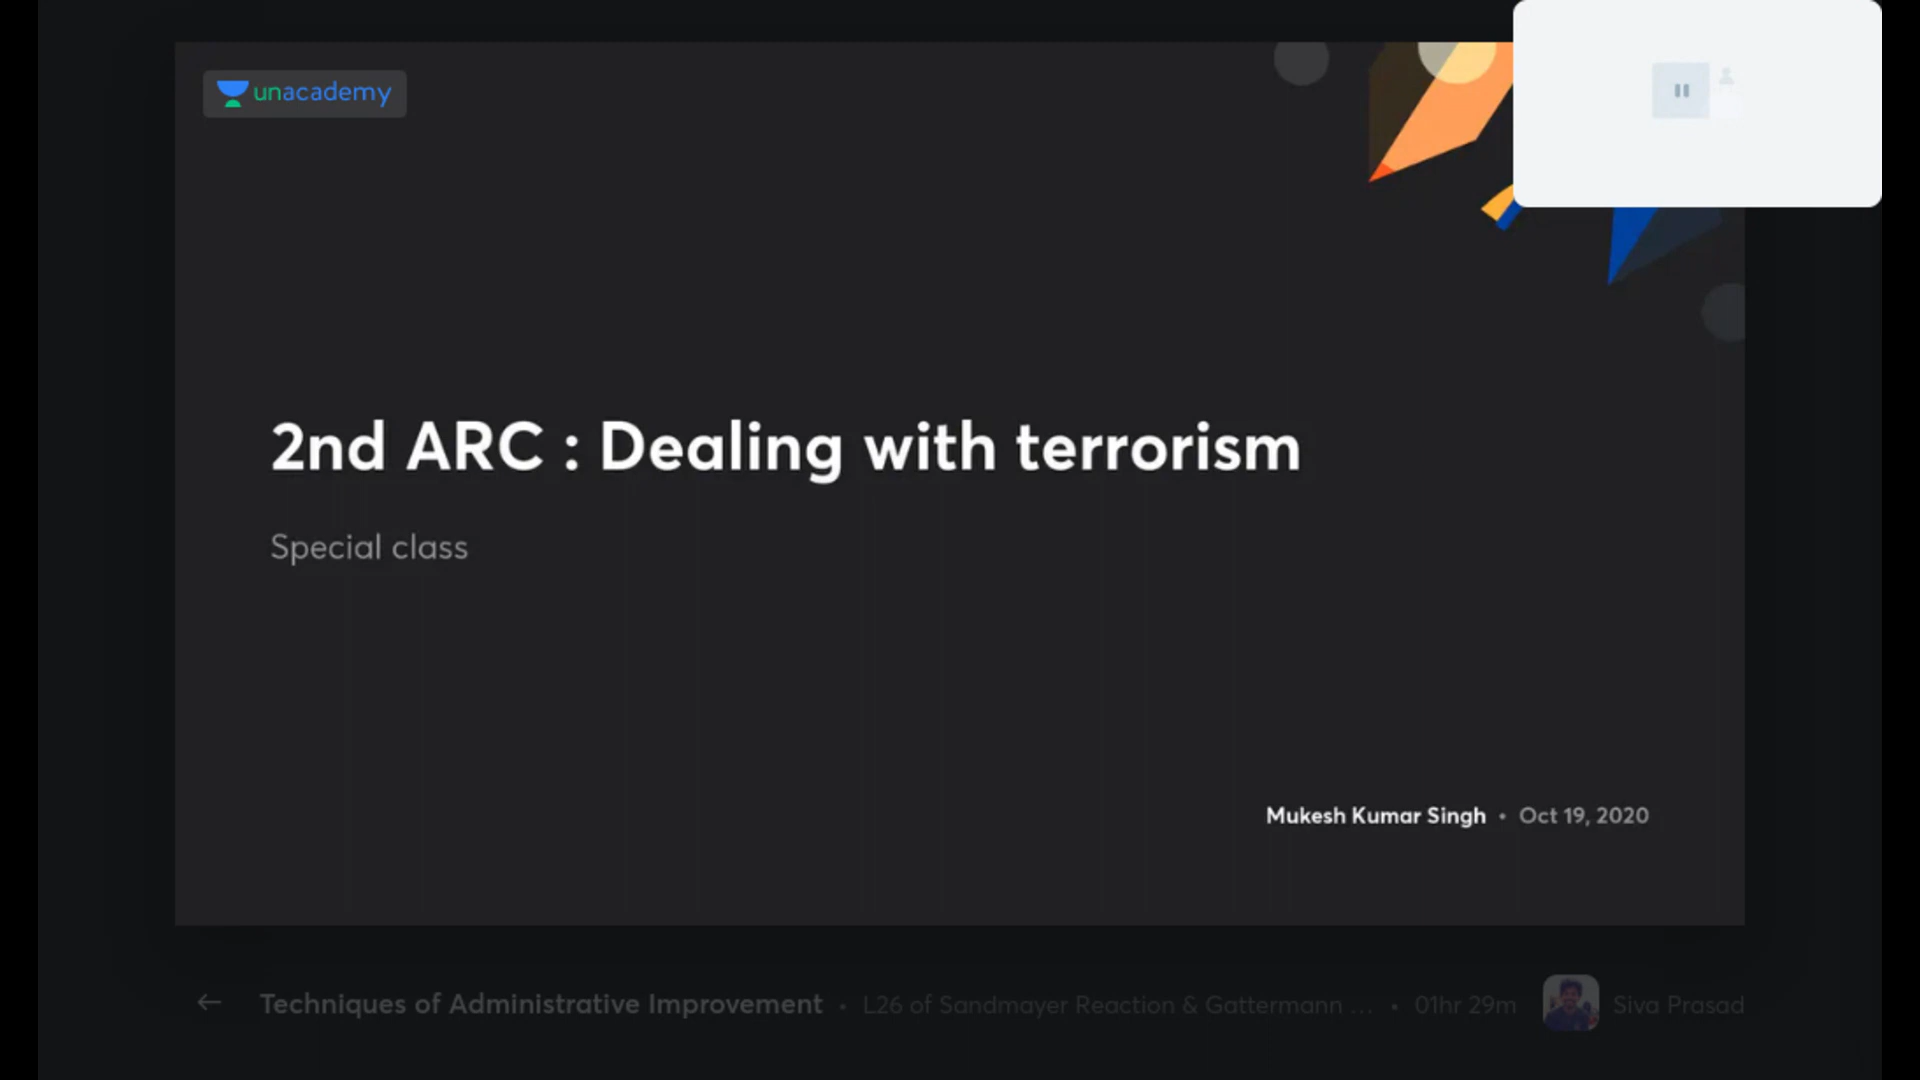 unacademy
2nd ARC : Dealing with terrorism
Special class
Mukesh Kumar Singh • Oct 19, 2020
Techniques of Administrative Improvement • L26 of Sandmayer Reaction & Gattermann ... • 01hr 29m Siva Prasad